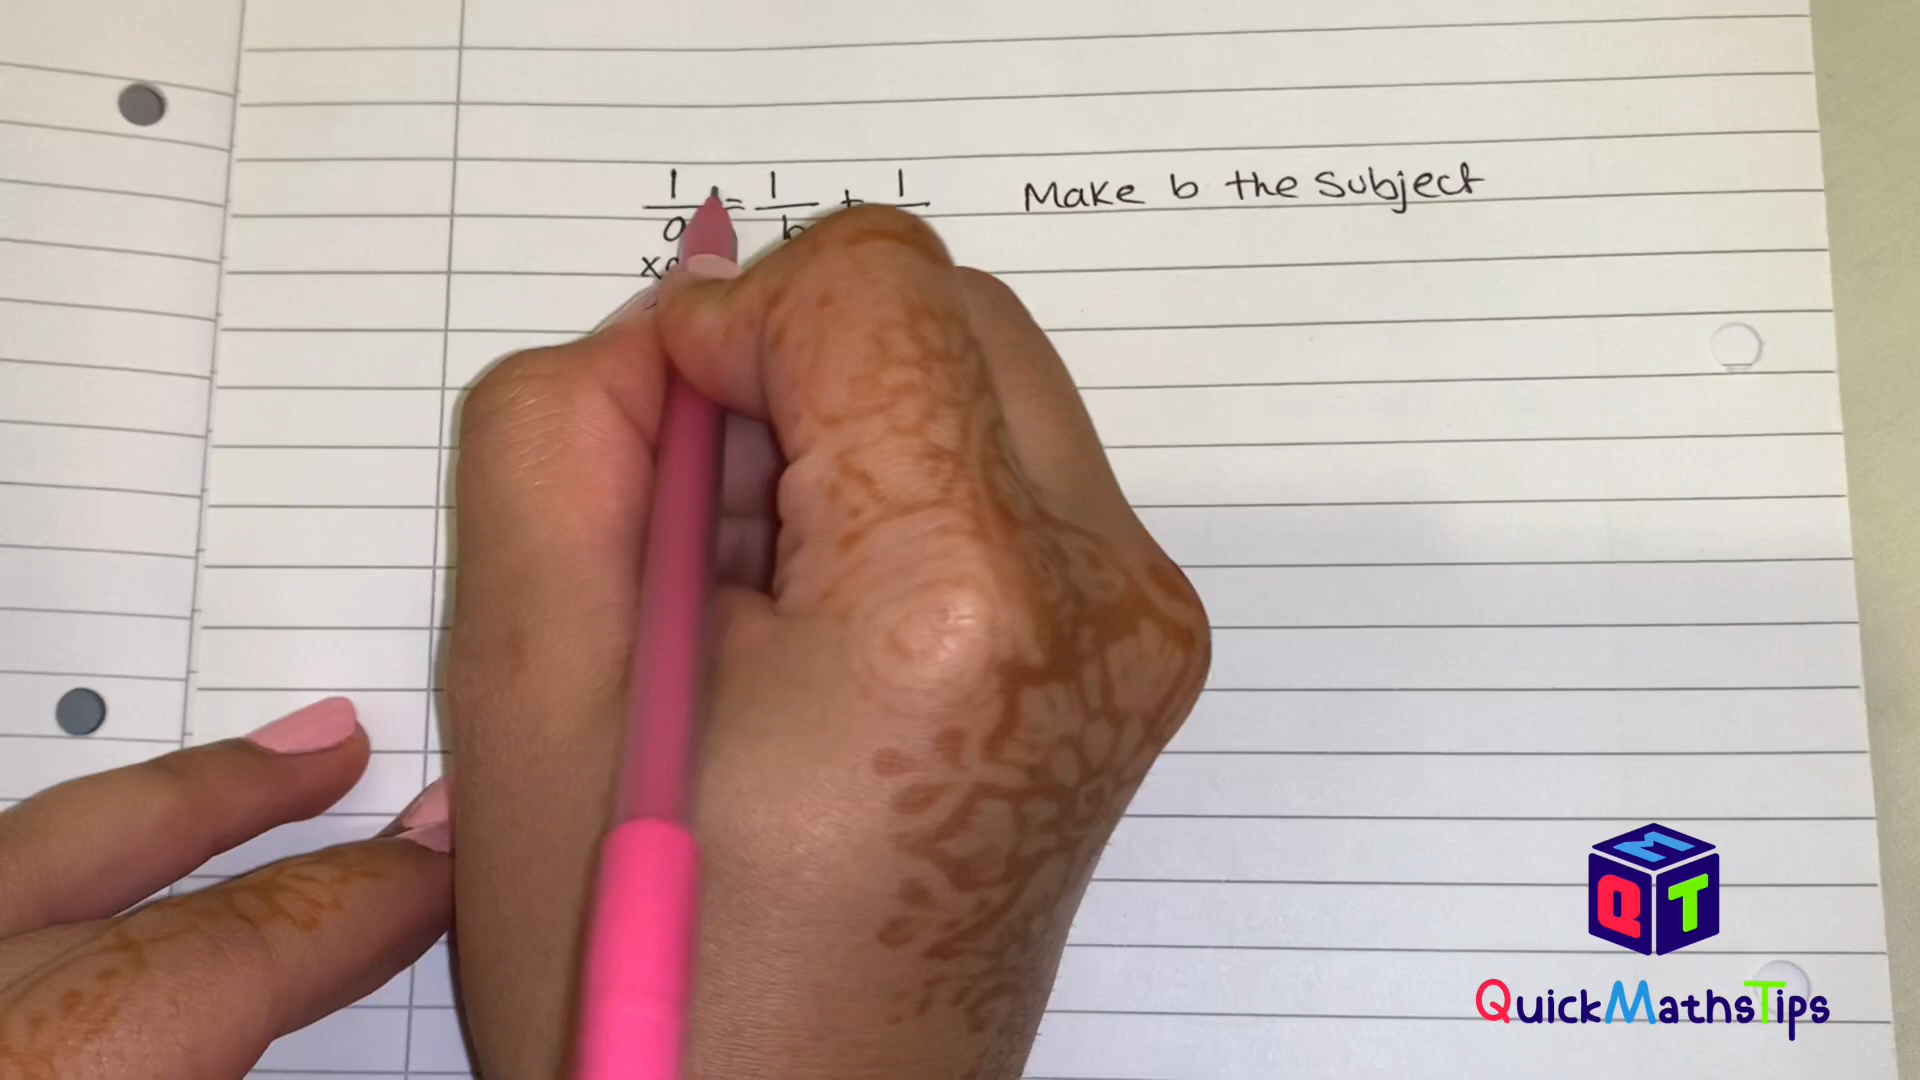 1 = 1 + 1 Make b the Subject
a b
x
M
Q T
QuickMathsTips